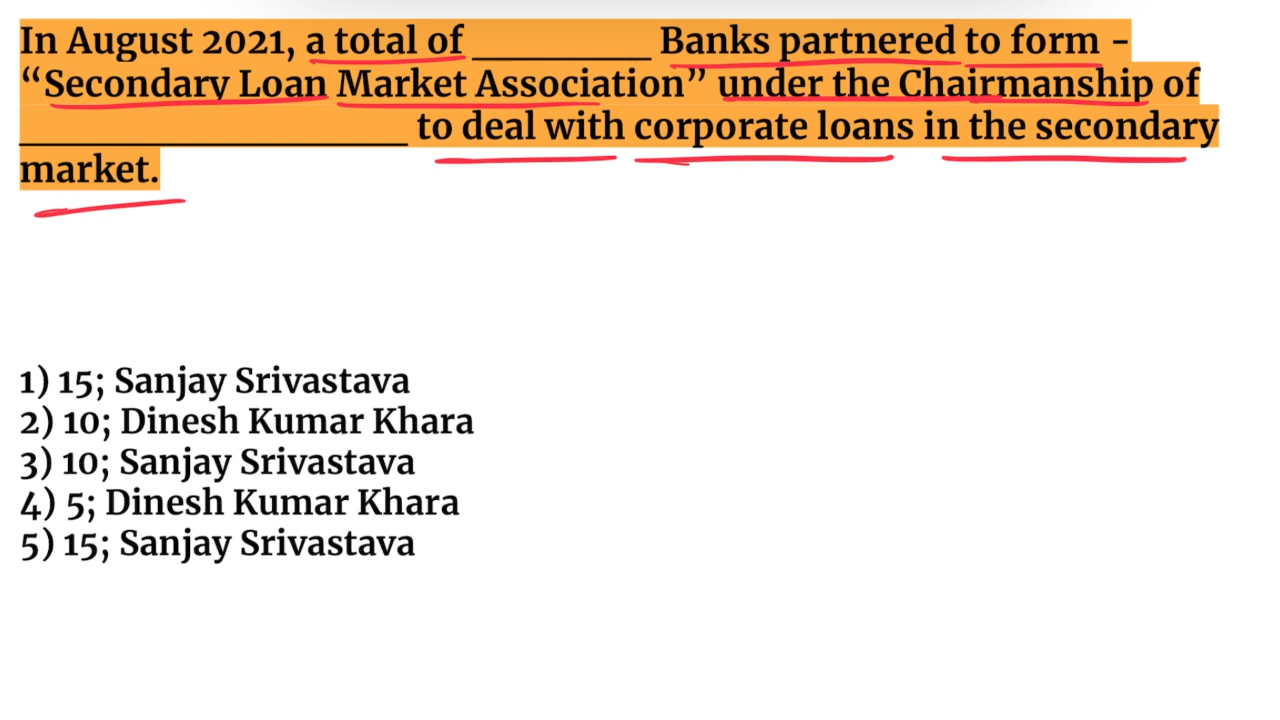 In August 2021, a total of __________ Banks partnered to form -
“Secondary Loan Market Association” under the Chairmanship of
______________________ to deal with corporate loans in the secondary
market.
1) 15; Sanjay Srivastava
2) 10; Dinesh Kumar Khara
3) 10; Sanjay Srivastava
4) 5; Dinesh Kumar Khara
5) 15; Sanjay Srivastava